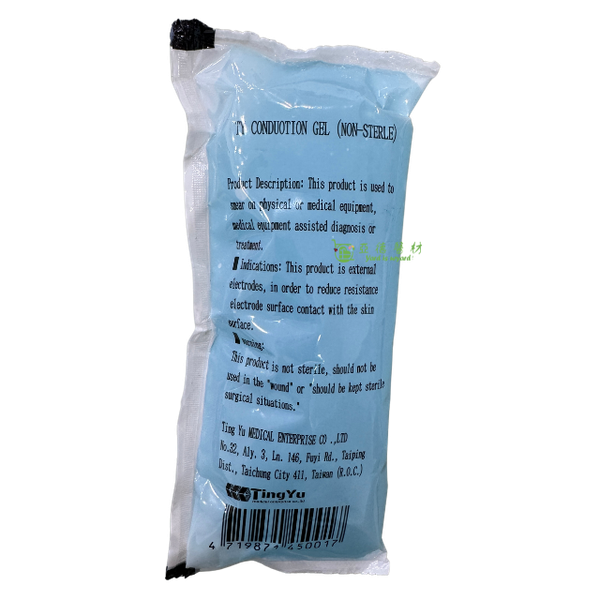 TY CONDUOTION GEL (NON-STERLE)
Product Description: This product is used to
smear on physical or medical equipment,
medical equipment assisted diagnosis or
treatment.
Indications: This product is external
electrodes, in order to reduce resistance
electrode surface contact with the skin
surface.
This product is not sterile, should not be
used in the "wound" or "should be kept sterile
surgical situations."
Ting Yu MEDICAL ENTERPRISE CO .,LTD
No.32, Aly. 3, Ln. 146, Fuyi Rd., Taiping
Dist., Taichung City 411, Taiwan (R.O.C.)
TingYu
4 719874 450017
材